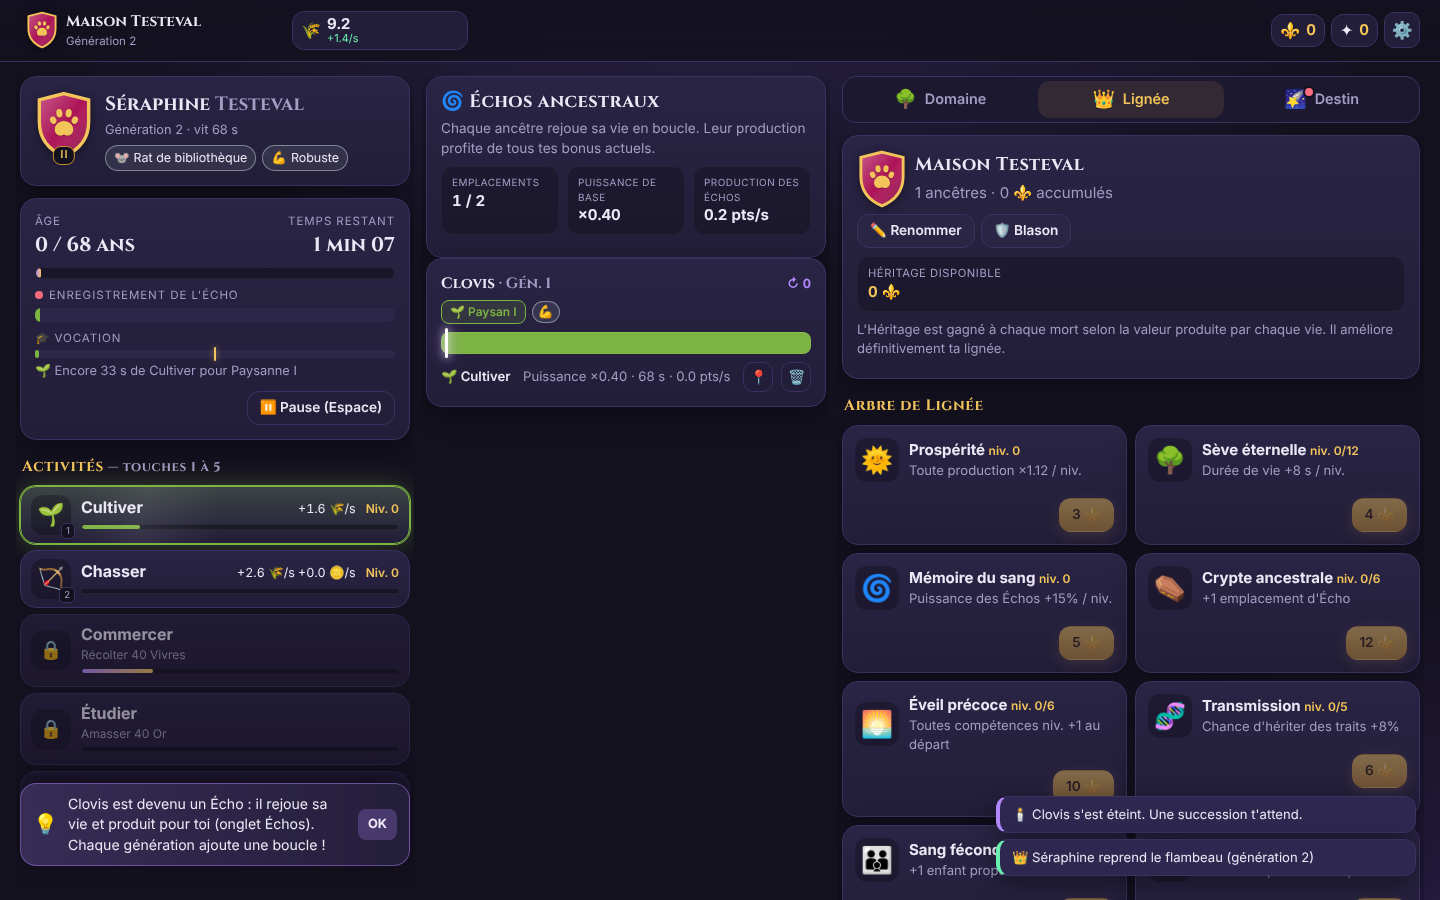 Maison Testeval
Génération 2
9.2
+1.4/s
0
0
Séraphine Testeval
Génération 2 · vit 68 s
II
Rat de bibliothèque
Robuste
ÂGE
TEMPS RESTANT
0 / 68 ans
1 min 07
ENREGISTREMENT DE L'ÉCHO
VOCATION
Encore 33 s de Cultiver pour Paysanne I
Pause (Espace)
Activités — touches 1 à 5
Cultiver
+1.6 /s Niv. 0
1
Chasser
+2.6 /s +0.0 /s Niv. 0
2
Commercer
Récolter 40 Vivres
Étudier
Amasser 40 Or
Clovis est devenu un Écho : il rejoue sa
vie et produit pour toi (onglet Échos).
Chaque génération ajoute une boucle !
OK
Échos ancestraux
Chaque ancêtre rejoue sa vie en boucle. Leur production
profite de tous tes bonus actuels.
EMPLACEMENTS
1 / 2
PUISSANCE DE
BASE
×0.40
PRODUCTION DES
ÉCHOS
0.2 pts/s
Clovis · Gén. I
↻ 0
Paysan I
Cultiver
Puissance ×0.40 · 68 s · 0.0 pts/s
Domaine
Lignée
Destin
Maison Testeval
1 ancêtres · 0 ⚜️ accumulés
Renommer
Blason
HÉRITAGE DISPONIBLE
0 ⚜️
L'Héritage est gagné à chaque mort selon la valeur produite par chaque vie. Il améliore
définitivement ta lignée.
Arbre de Lignée
Prospérité niv. 0
Toute production ×1.12 / niv.
3
Sève éternelle niv. 0/12
Durée de vie +8 s / niv.
4
Mémoire du sang niv. 0
Puissance des Échos +15% / niv.
5
Crypte ancestrale niv. 0/6
+1 emplacement d'Écho
12
Éveil précoce niv. 0/6
Toutes compétences niv. +1 au
départ
10
Transmission niv. 0/5
Chance d'hériter des traits +8%
6
Sang fécond
+1 enfant prop
Clovis s'est éteint. Une succession t'attend.
Séraphine reprend le flambeau (génération 2)